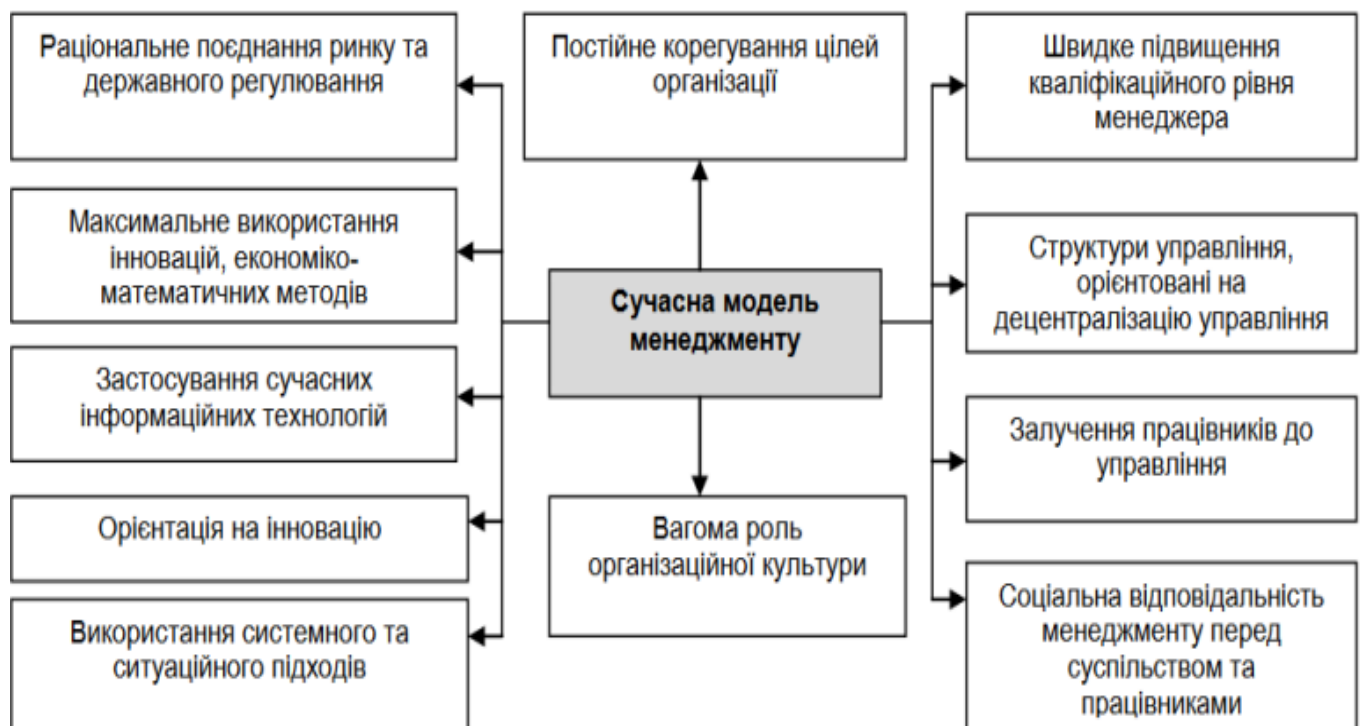 Раціональне поєднання ринку та
державного регулювання
Максимальне використання
інновацій, економіко-
математичних методів
Застосування сучасних
інформаційних технологій
Орієнтація на інновацію
Використання системного та
ситуаційного підходів
Постійне корегування цілей
організації
Сучасна модель
менеджменту
Вагома роль
організаційної культури
Швидке підвищення
кваліфікаційного рівня
менеджера
Структури управління,
орієнтовані на
децентралізацію управління
Залучення працівників до
управління
Соціальна відповідальність
менеджменту перед
суспільством та
працівниками